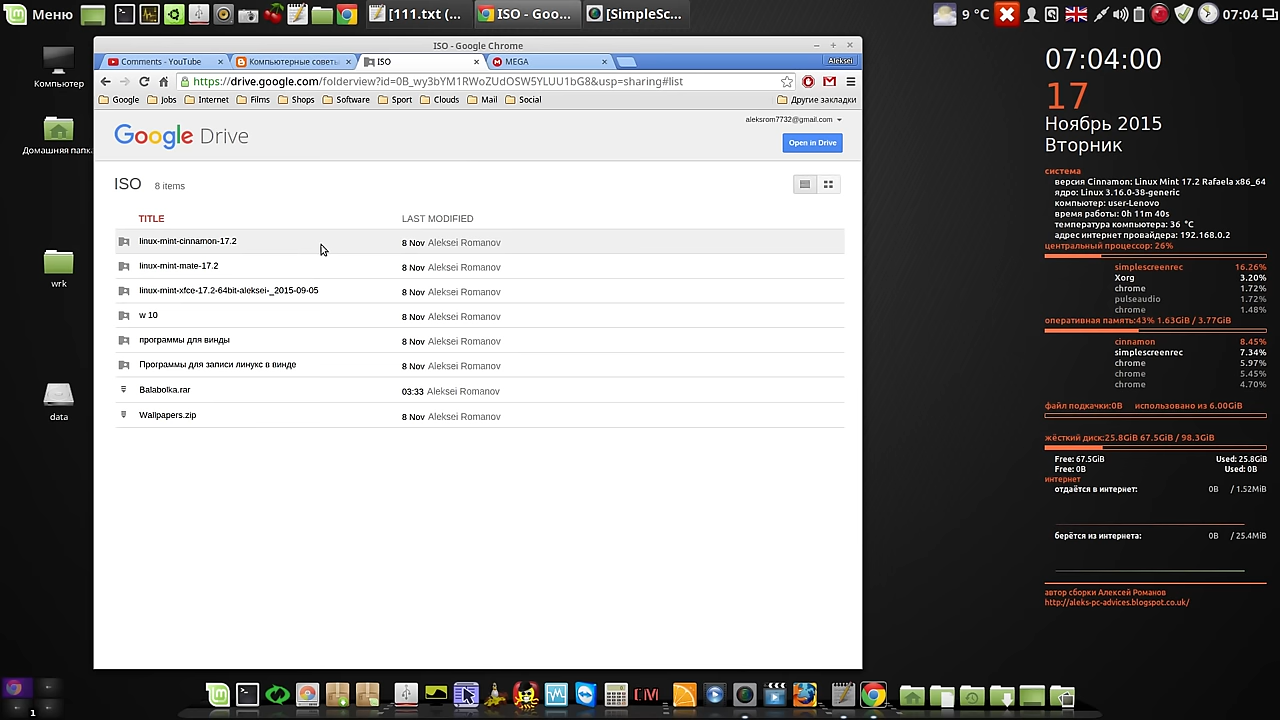 Меню
[111.txt (...
ISO - Goo...
[SimpleSc...
9 °C
07:04
ISO - Google Chrome
Comments - YouTube
Компьютерные советы
ISO
MEGA
Aleksei
https://drive.google.com/folderview?id=0B_wy3bYM1RWoZUdOSW5YLUU1bG8&usp=sharing#list
Google
Jobs
Internet
Films
Shops
Software
Sport
Clouds
Mail
Social
Другие закладки
Google Drive
aleksrom7732@gmail.com
Open in Drive
ISO 8 items
TITLE LAST MODIFIED
linux-mint-cinnamon-17.2 8 Nov Aleksei Romanov
linux-mint-mate-17.2 8 Nov Aleksei Romanov
linux-mint-xfce-17.2-64bit-aleksei-_2015-09-05 8 Nov Aleksei Romanov
w 10 8 Nov Aleksei Romanov
программы для винды 8 Nov Aleksei Romanov
Программы для записи линукс в винде 8 Nov Aleksei Romanov
Balabolka.rar 03:33 Aleksei Romanov
Wallpapers.zip 8 Nov Aleksei Romanov
Компьютер
Домашняя папк
wrk
data
07:04:00
17
Ноябрь 2015
Вторник
система
версия Cinnamon: Linux Mint 17.2 Rafaela x86_64
ядро: Linux 3.16.0-38-generic
компьютер: user-Lenovo
время работы: 0h 11m 40s
температура компьютера: 36 °C
адрес интернет провайдера: 192.168.0.2
центральный процессор: 26%
simplescreenrec 16.26%
Xorg 3.20%
chrome 1.72%
pulseaudio 1.72%
chrome 1.48%
оперативная память:43% 1.63GiB / 3.77GiB
cinnamon 8.45%
simplescreenrec 7.34%
chrome 5.97%
chrome 5.45%
chrome 4.70%
файл подкачки:0B использовано из 6.00GiB
жёсткий диск:25.8GiB 67.5GiB / 98.3GiB
Free: 67.5GiB Used: 25.8GiB
Free: 0B Used: 0B
интернет
отдаётся в интернет: 0B / 1.52MiB
берётся из интернета: 0B / 25.4MiB
автор сборки Алексей Романов
http://aleks-pc-advices.blogspot.co.uk/
1
CM